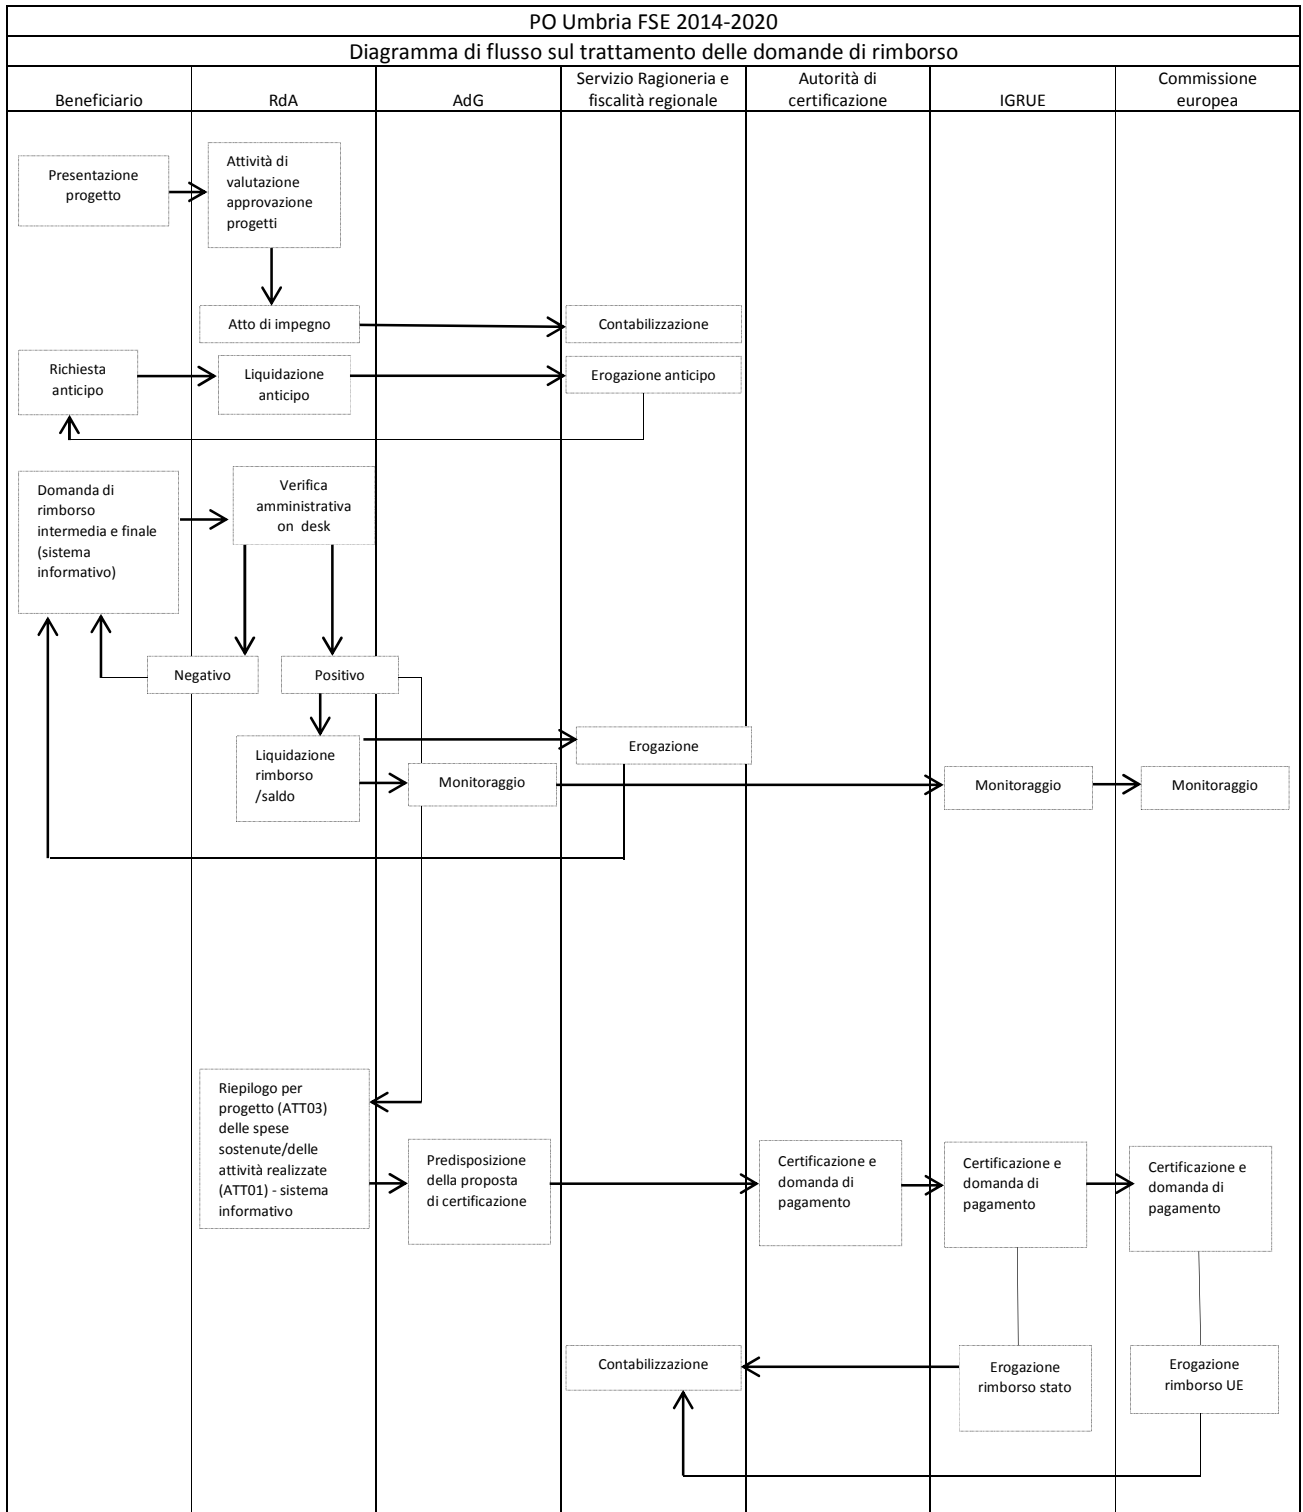 PO Umbria FSE 2014-2020
Diagramma di flusso sul trattamento delle domande di rimborso
Beneficiario
RdA
AdG
Servizio Ragioneria e
fiscalità regionale
Autorità di
certificazione
IGRUE
Commissione
europea
Presentazione
progetto
Attività di
valutazione
approvazione
progetti
Atto di impegno
Contabilizzazione
Richiesta
anticipo
Liquidazione
anticipo
Erogazione anticipo
Domanda di
rimborso
intermedia e finale
(sistema
informativo)
Verifica
amministrativa
on  desk
Negativo
Positivo
Liquidazione
rimborso
/saldo
Erogazione
Monitoraggio
Monitoraggio
Monitoraggio
Riepilogo per
progetto (ATT03)
delle spese
sostenute/delle
attività realizzate
(ATT01) - sistema
informativo
Predisposizione
della proposta
di certificazione
Certificazione e
domanda di
pagamento
Certificazione e
domanda di
pagamento
Certificazione e
domanda di
pagamento
Contabilizzazione
Erogazione
rimborso stato
Erogazione
rimborso UE